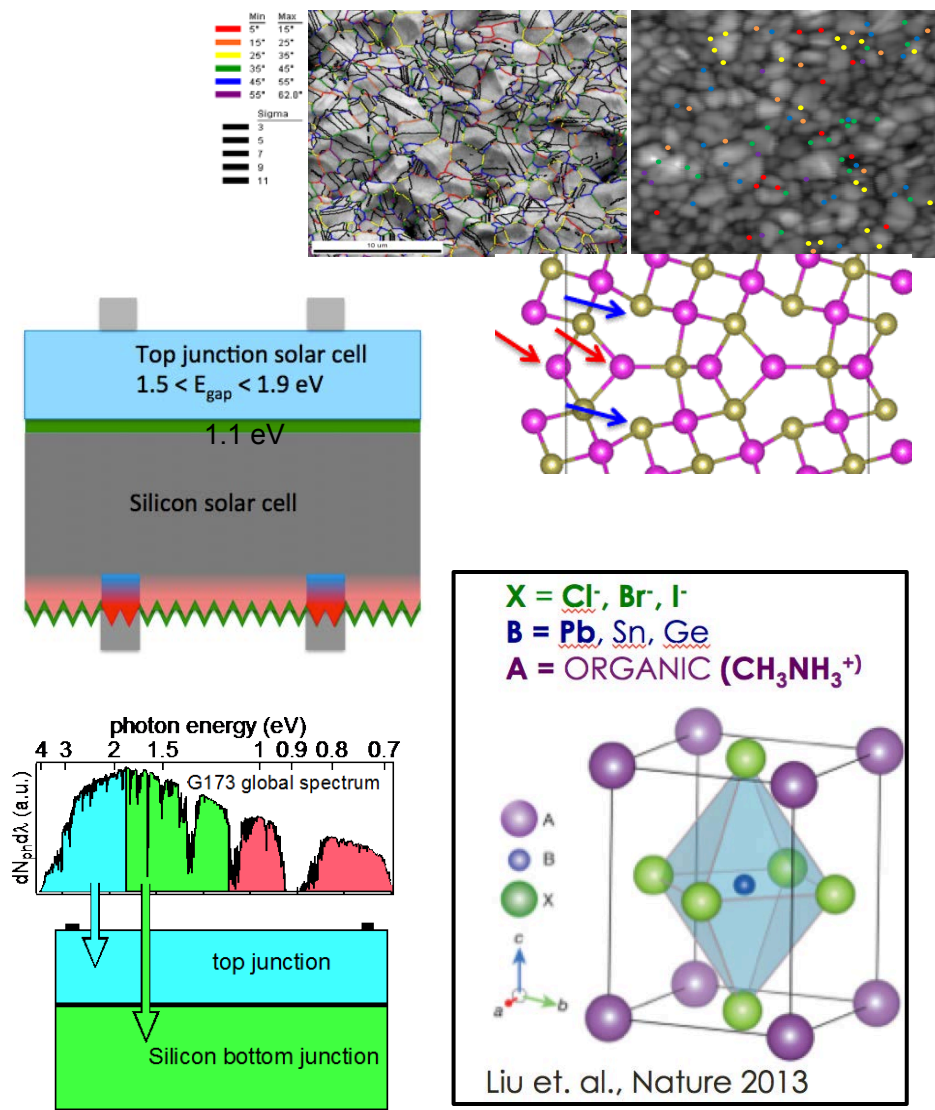 Min Max
5° 15°
15° 25°
25° 35°
35° 45°
45° 55°
55° 62.8°
Sigma
3
5
7
9
11
10 um
Top junction solar cell
1.5 < E_gap < 1.9 eV
1.1 eV
Silicon solar cell
X = Cl⁻, Br⁻, I⁻
B = Pb, Sn, Ge
A = ORGANIC (CH₃NH₃⁺⁾
photon energy (eV)
4 3 2 1.5 1 0.9 0.8 0.7
G173 global spectrum
dN_ph dλ (a.u.)
top junction
Silicon bottom junction
A
B
X
c
a
b
Liu et. al., Nature 2013